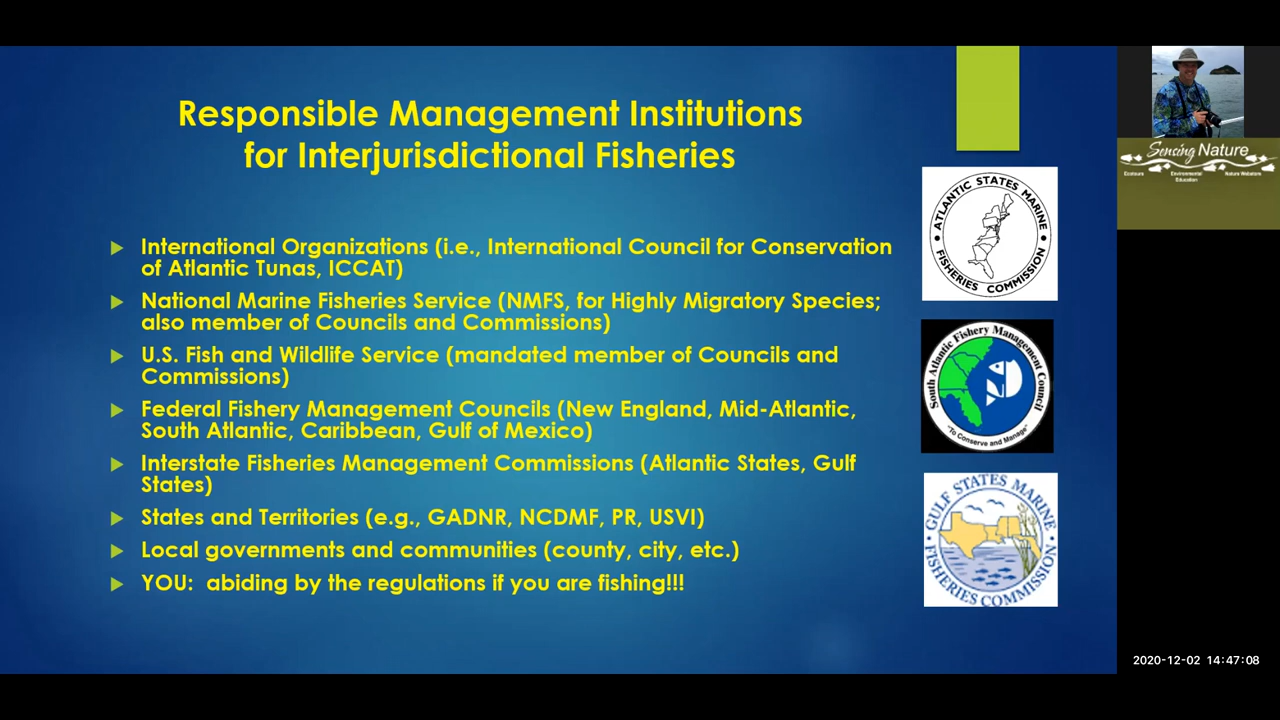 Responsible Management Institutions
for Interjurisdictional Fisheries
International Organizations (i.e., International Council for Conservation
of Atlantic Tunas, ICCAT)
National Marine Fisheries Service (NMFS, for Highly Migratory Species;
also member of Councils and Commissions)
U.S. Fish and Wildlife Service (mandated member of Councils and
Commissions)
Federal Fishery Management Councils (New England, Mid-Atlantic,
South Atlantic, Caribbean, Gulf of Mexico)
Interstate Fisheries Management Commissions (Atlantic States, Gulf
States)
States and Territories (e.g., GADNR, NCDMF, PR, USVI)
Local governments and communities (county, city, etc.)
YOU:  abiding by the regulations if you are fishing!!!
ATLANTIC STATES MARINE
FISHERIES COMMISSION
South Atlantic Fishery Management Council
"To Conserve and Manage"
GULF STATES MARINE
FISHERIES COMMISSION
Sensing Nature
Ecotours
Environmental
Education
Nature Webinars
2020-12-02 14:47:08